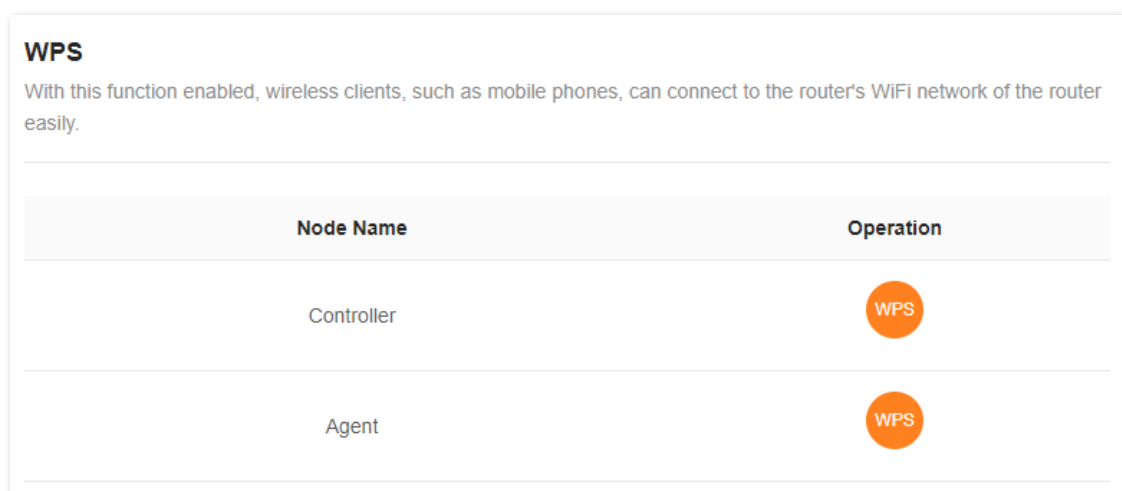 WPS
With this function enabled, wireless clients, such as mobile phones, can connect to the router's WiFi network of the router
easily.
Node Name Operation
Controller WPS
Agent WPS